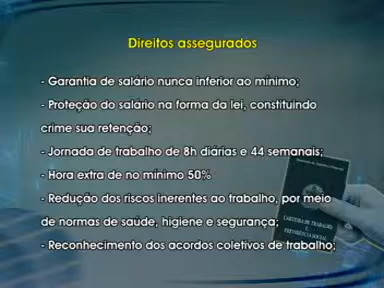 Direitos assegurados
- Garantia de salário nunca inferior ao mínimo;
- Proteção do salário na forma da lei, constituindo
crime sua retenção;
- Jornada de trabalho de 8h diárias e 44 semanais;
- Hora extra de no mínimo 50%
- Redução dos riscos inerentes ao trabalho, por meio
de normas de saúde, higiene e segurança;
- Reconhecimento dos acordos coletivos de trabalho;
CARTEIRA DE TRABALHO
E
PREVIDÊNCIA SOCIAL